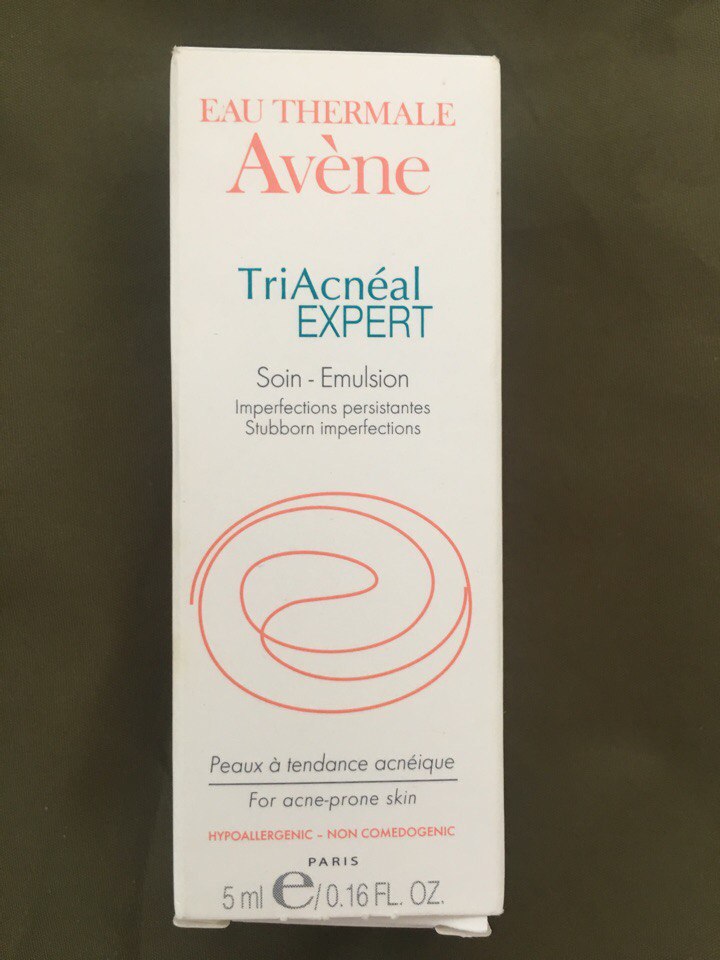 EAU THERMALE
Avène
TriAcnéal
EXPERT
Soin - Emulsion
Imperfections persistantes
Stubborn imperfections
Peaux à tendance acnéique
For acne-prone skin
HYPOALLERGENIC - NON COMEDOGENIC
PARIS
5 ml e/0.16 FL. OZ.